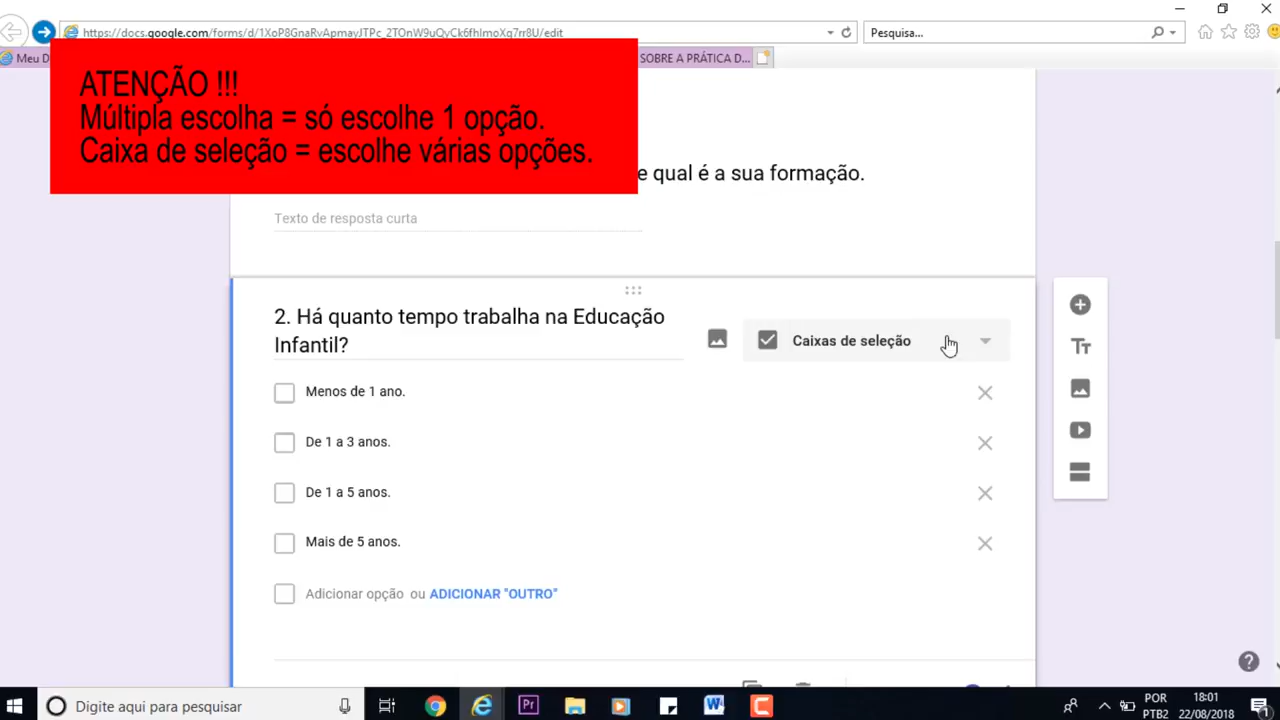 https://docs.google.com/forms/d/1XoP8GnaRvApmayJTPc_2TOnW9uQyCk6fhImoXq7rr8U/edit
Pesquisa...
Meu D
SOBRE A PRÁTICA D...
ATENÇÃO !!!
Múltipla escolha = só escolhe 1 opção.
Caixa de seleção = escolhe várias opções.
e qual é a sua formação.
Texto de resposta curta
2. Há quanto tempo trabalha na Educação
Infantil?
Caixas de seleção
Menos de 1 ano.
De 1 a 3 anos.
De 1 a 5 anos.
Mais de 5 anos.
Adicionar opção ou ADICIONAR "OUTRO"
Digite aqui para pesquisar
POR
PTB2
18:01
22/08/2018